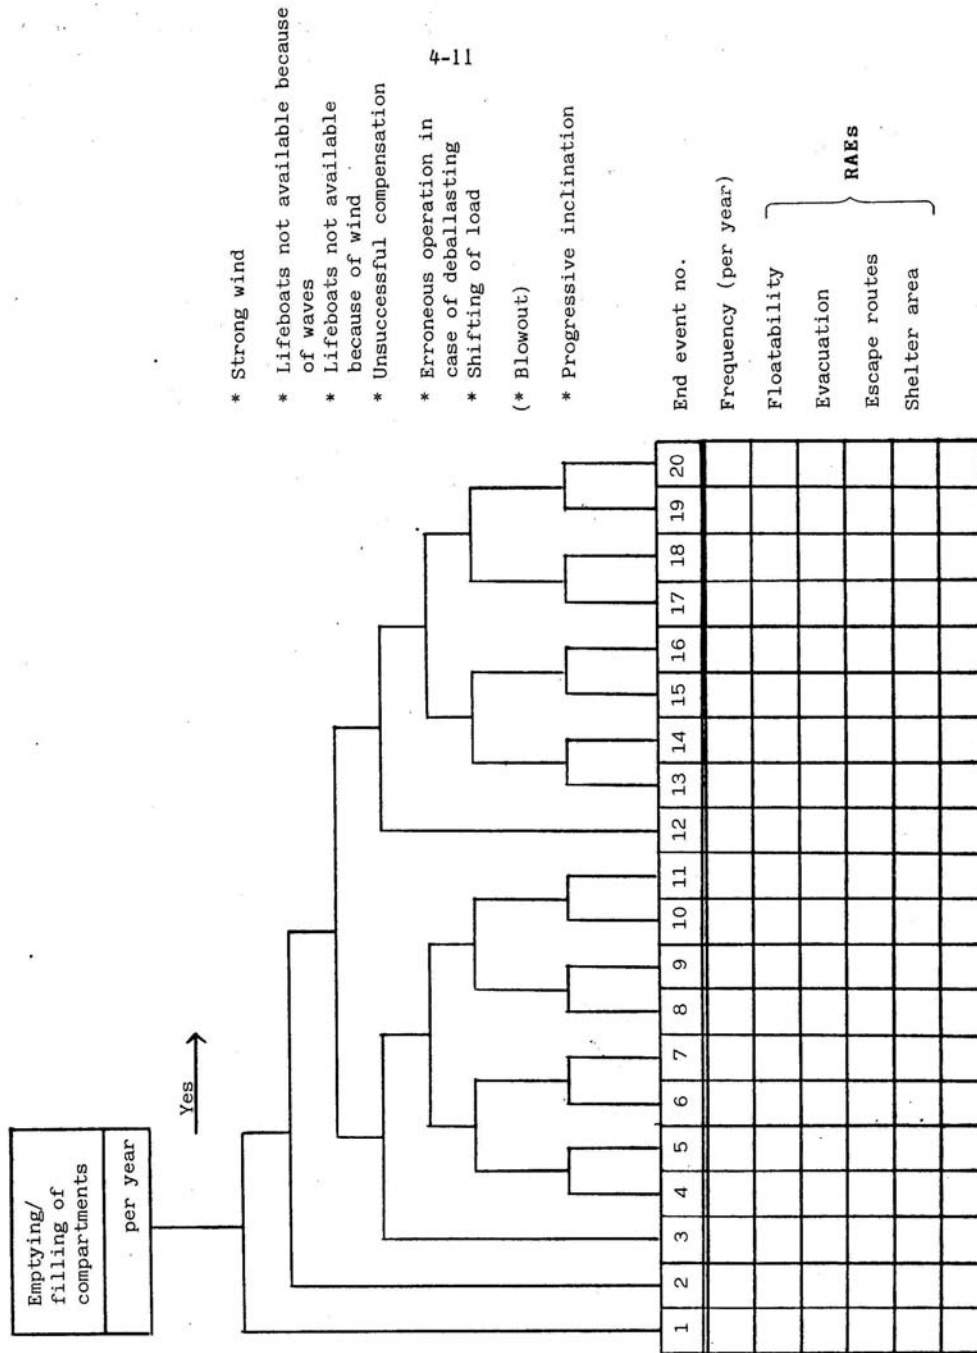 4-11
Emptying/
filling of
compartments
per year
Yes
* Strong wind
* Lifeboats not available because
of waves
* Lifeboats not available
because of wind
* Unsuccessful compensation
* Erroneous operation in
case of deballasting
* Shifting of load
(* Blowout)
* Progressive inclination
1 2 3 4 5 6 7 8 9 10 11 12 13 14 15 16 17 18 19 20 End event no.
Frequency (per year)
Floatability
Evacuation
Escape routes
Shelter area
RAEs